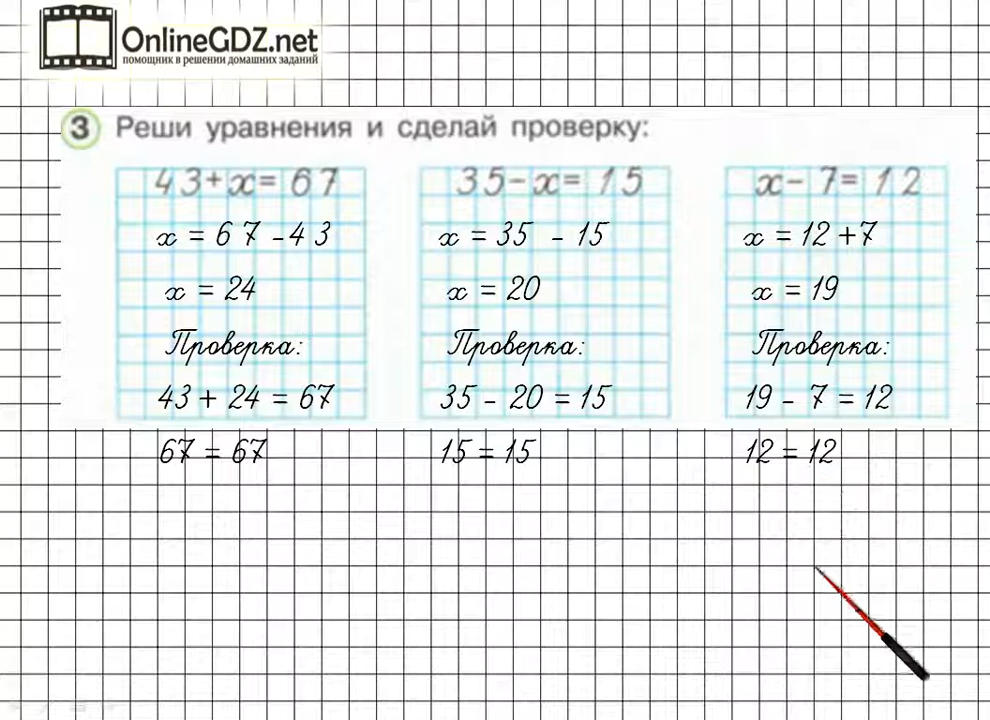 OnlineGDZ.net
помощник в решении домашних заданий
3 Реши уравнения и сделай проверку:
43+x=67
x = 67 - 43
x = 24
Проверка:
43 + 24 = 67
67 = 67
35-x=15
x = 35 - 15
x = 20
Проверка:
35 - 20 = 15
15 = 15
x-7=12
x = 12 + 7
x = 19
Проверка:
19 - 7 = 12
12 = 12